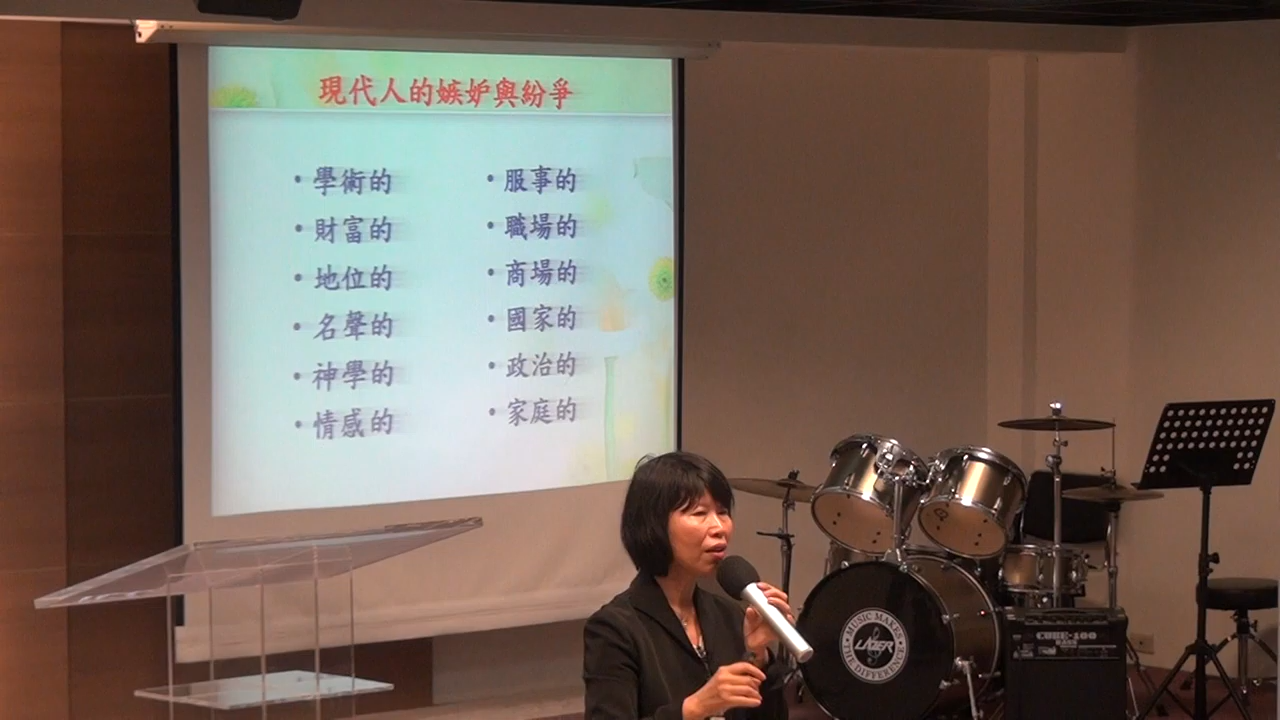 現代人的嫉妒與紛爭
• 學術的
• 財富的
• 地位的
• 名聲的
• 神學的
• 情感的
• 服事的
• 職場的
• 商場的
• 國家的
• 政治的
• 家庭的
MUSIC MAKES
LAGER
THE DIFFERENCE
CUBE-100
BASS